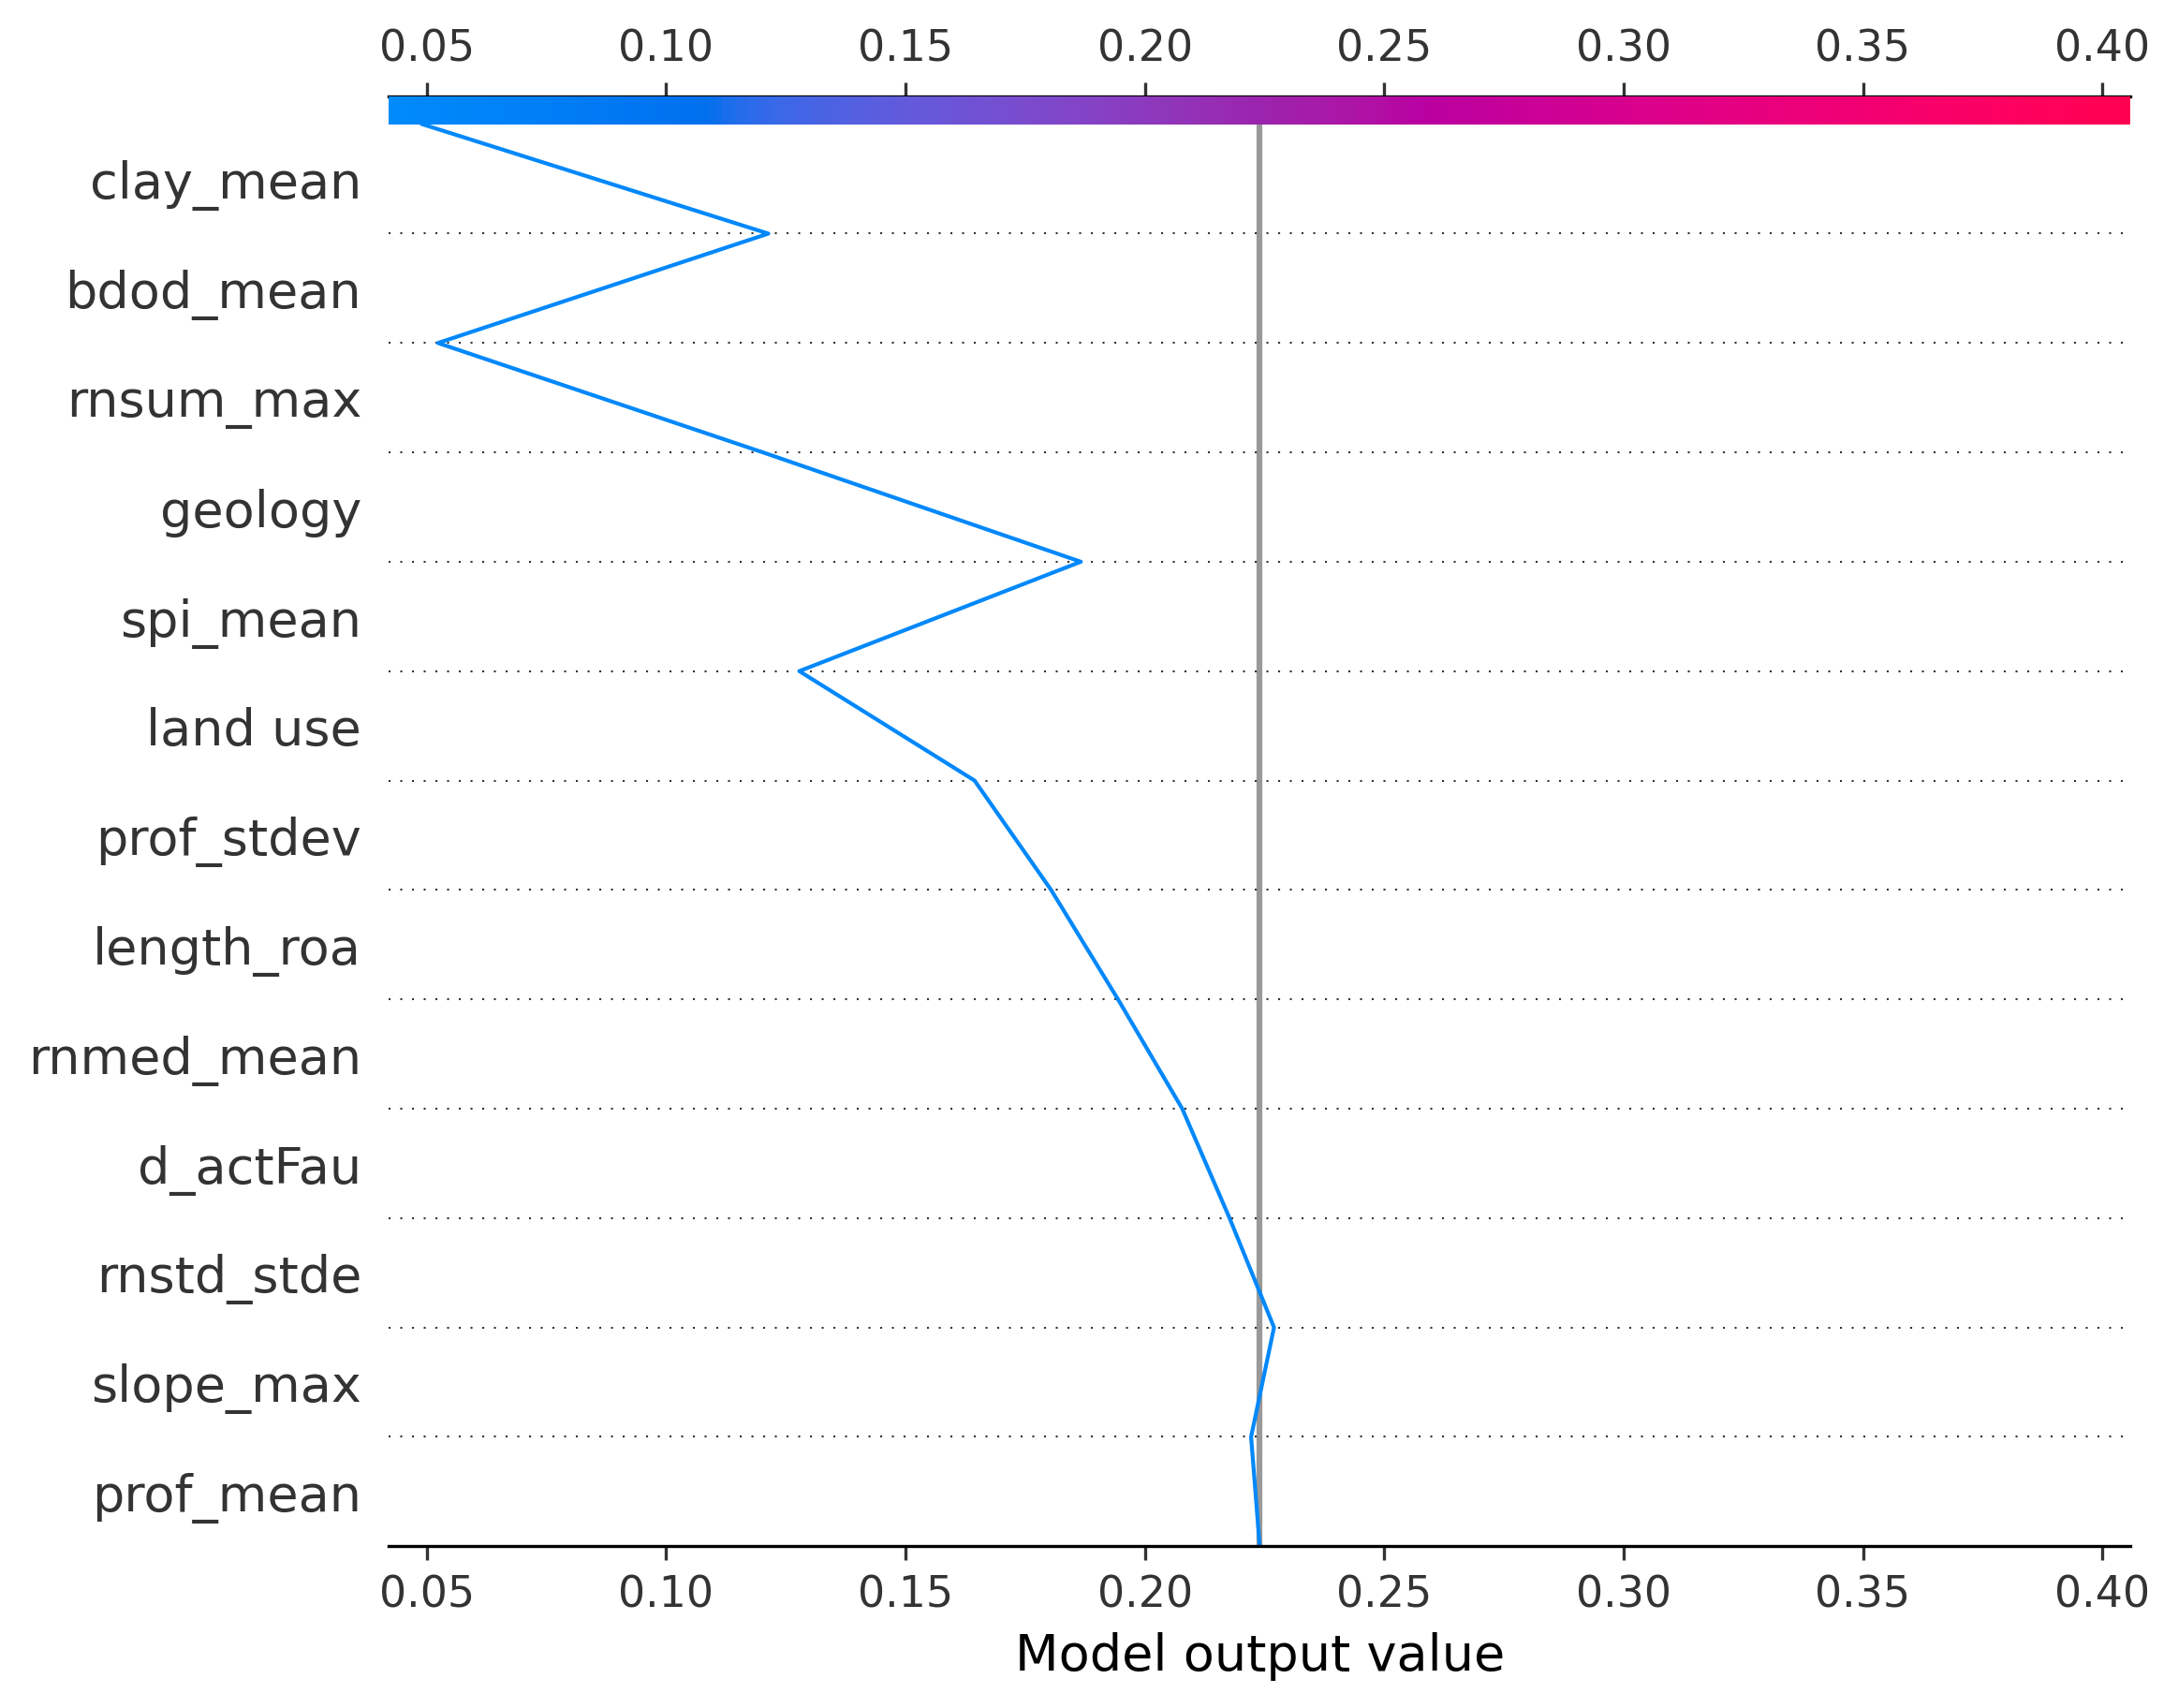 0.05 0.10 0.15 0.20 0.25 0.30 0.35 0.40
clay_mean
bdod_mean
rnsum_max
geology
spi_mean
land use
prof_stdev
length_roa
rnmed_mean
d_actFau
rnstd_stde
slope_max
prof_mean
0.05 0.10 0.15 0.20 0.25 0.30 0.35 0.40
Model output value